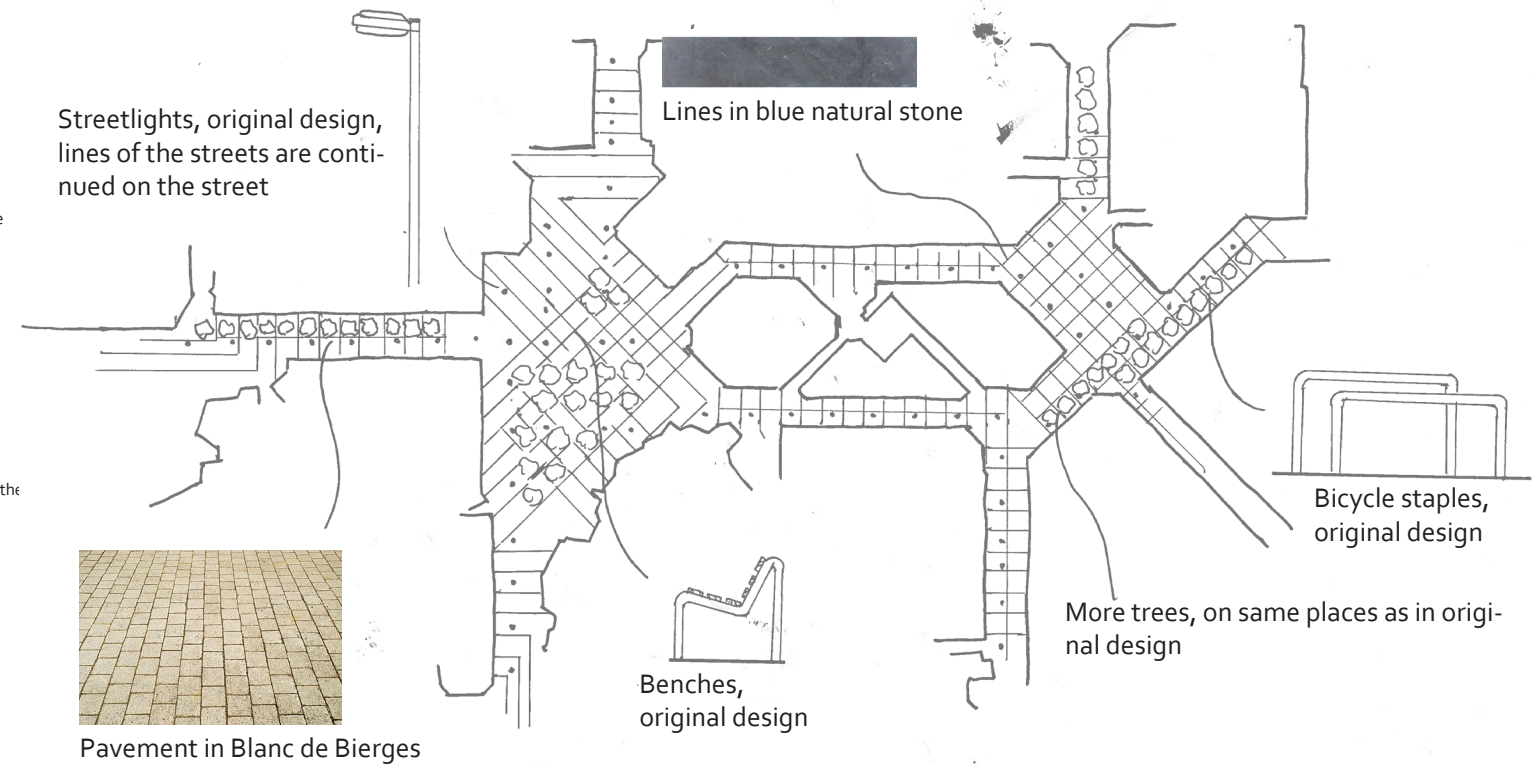 Lines in blue natural stone
Streetlights, original design,
lines of the streets are conti-
nued on the street
e
the
Bicycle staples,
original design
More trees, on same places as in origi-
nal design
Benches,
original design
Pavement in Blanc de Bierges